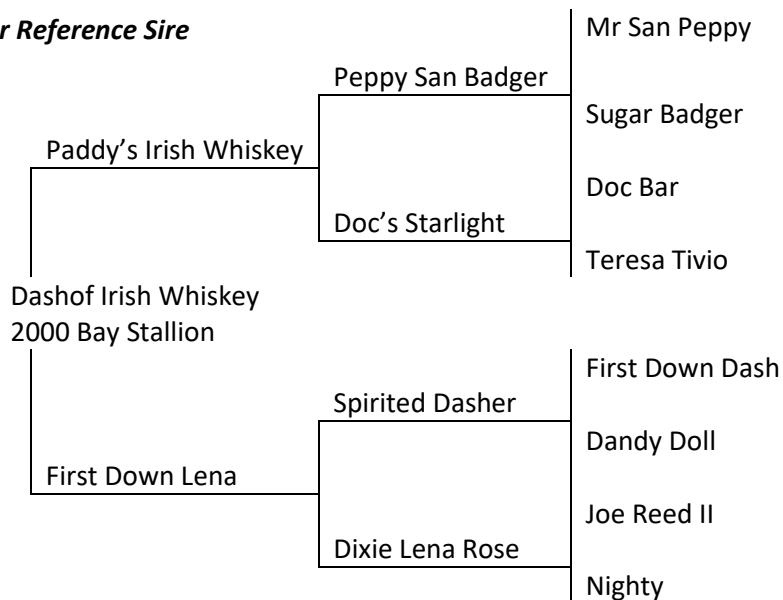 r Reference Sire
Mr San Peppy
Peppy San Badger
Sugar Badger
Paddy’s Irish Whiskey
Doc Bar
Doc’s Starlight
Teresa Tivio
Dashof Irish Whiskey
2000 Bay Stallion
First Down Dash
Spirited Dasher
Dandy Doll
First Down Lena
Joe Reed II
Dixie Lena Rose
Nighty